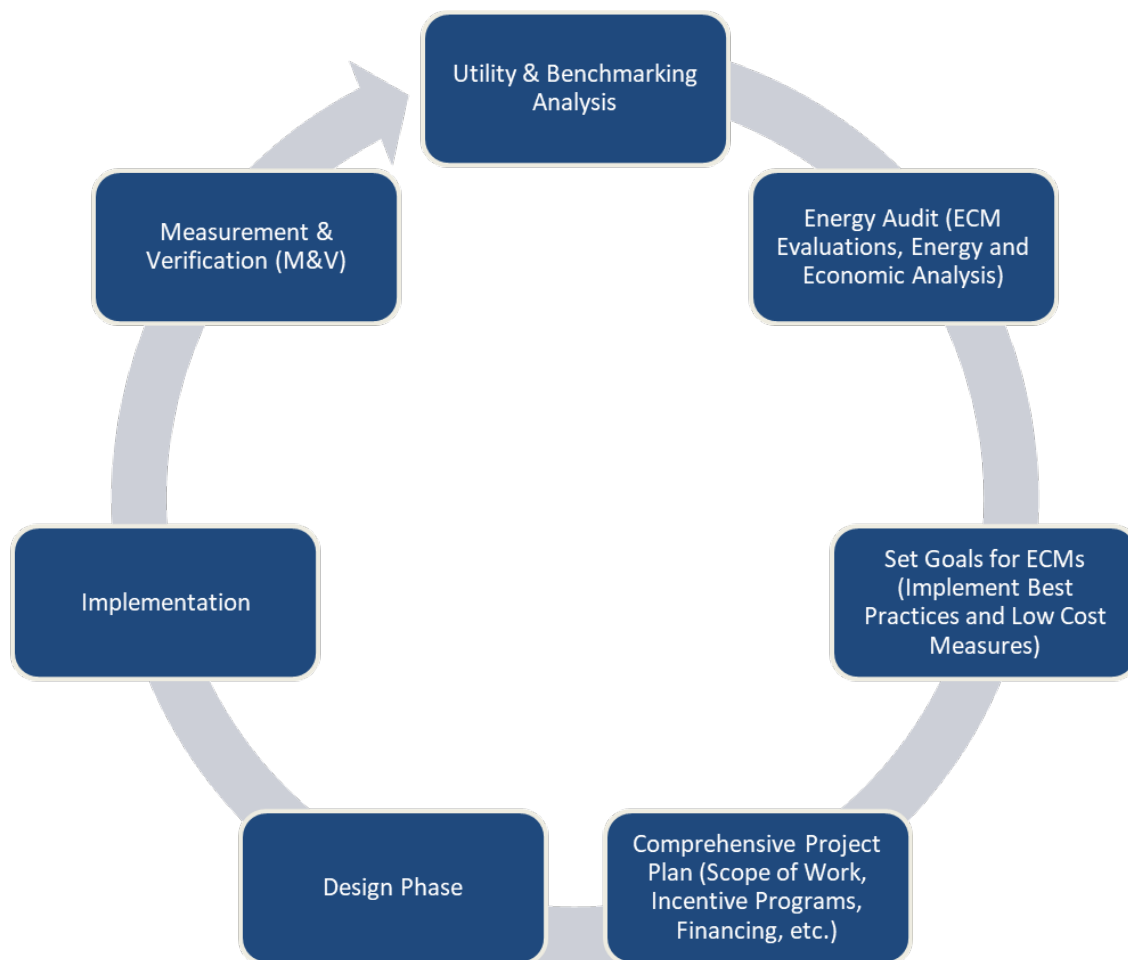 Utility & Benchmarking
Analysis
Energy Audit (ECM
Evaluations, Energy and
Economic Analysis)
Set Goals for ECMs
(Implement Best
Practices and Low Cost
Measures)
Comprehensive Project
Plan (Scope of Work,
Incentive Programs,
Financing, etc.)
Design Phase
Implementation
Measurement &
Verification (M&V)